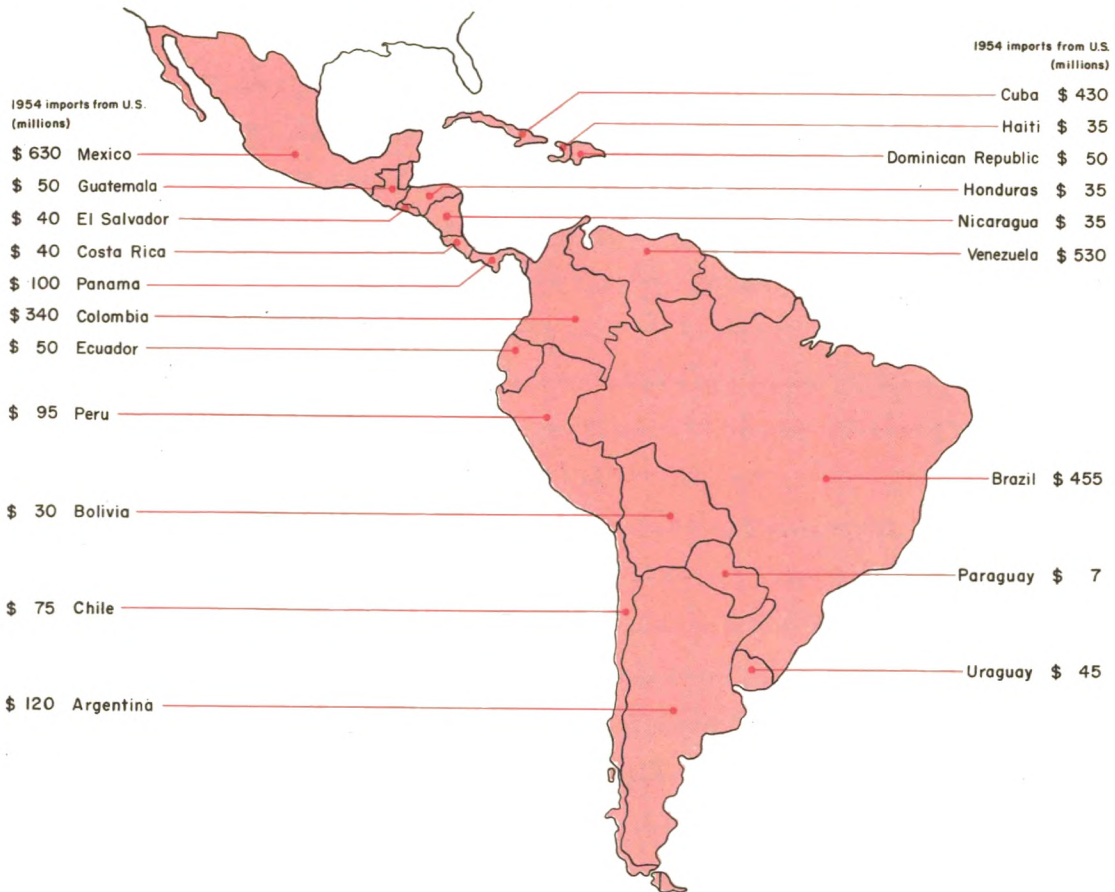 1954 imports from U.S.
(millions)
$ 630 Mexico
$ 50 Guatemala
$ 40 El Salvador
$ 40 Costa Rica
$ 100 Panama
$ 340 Colombia
$ 50 Ecuador
$ 95 Peru
$ 30 Bolivia
$ 75 Chile
$ 120 Argentina
1954 imports from U.S.
(millions)
Cuba $ 430
Haiti $ 35
Dominican Republic $ 50
Honduras $ 35
Nicaragua $ 35
Venezuela $ 530
Brazil $ 455
Paraguay $ 7
Uraguay $ 45